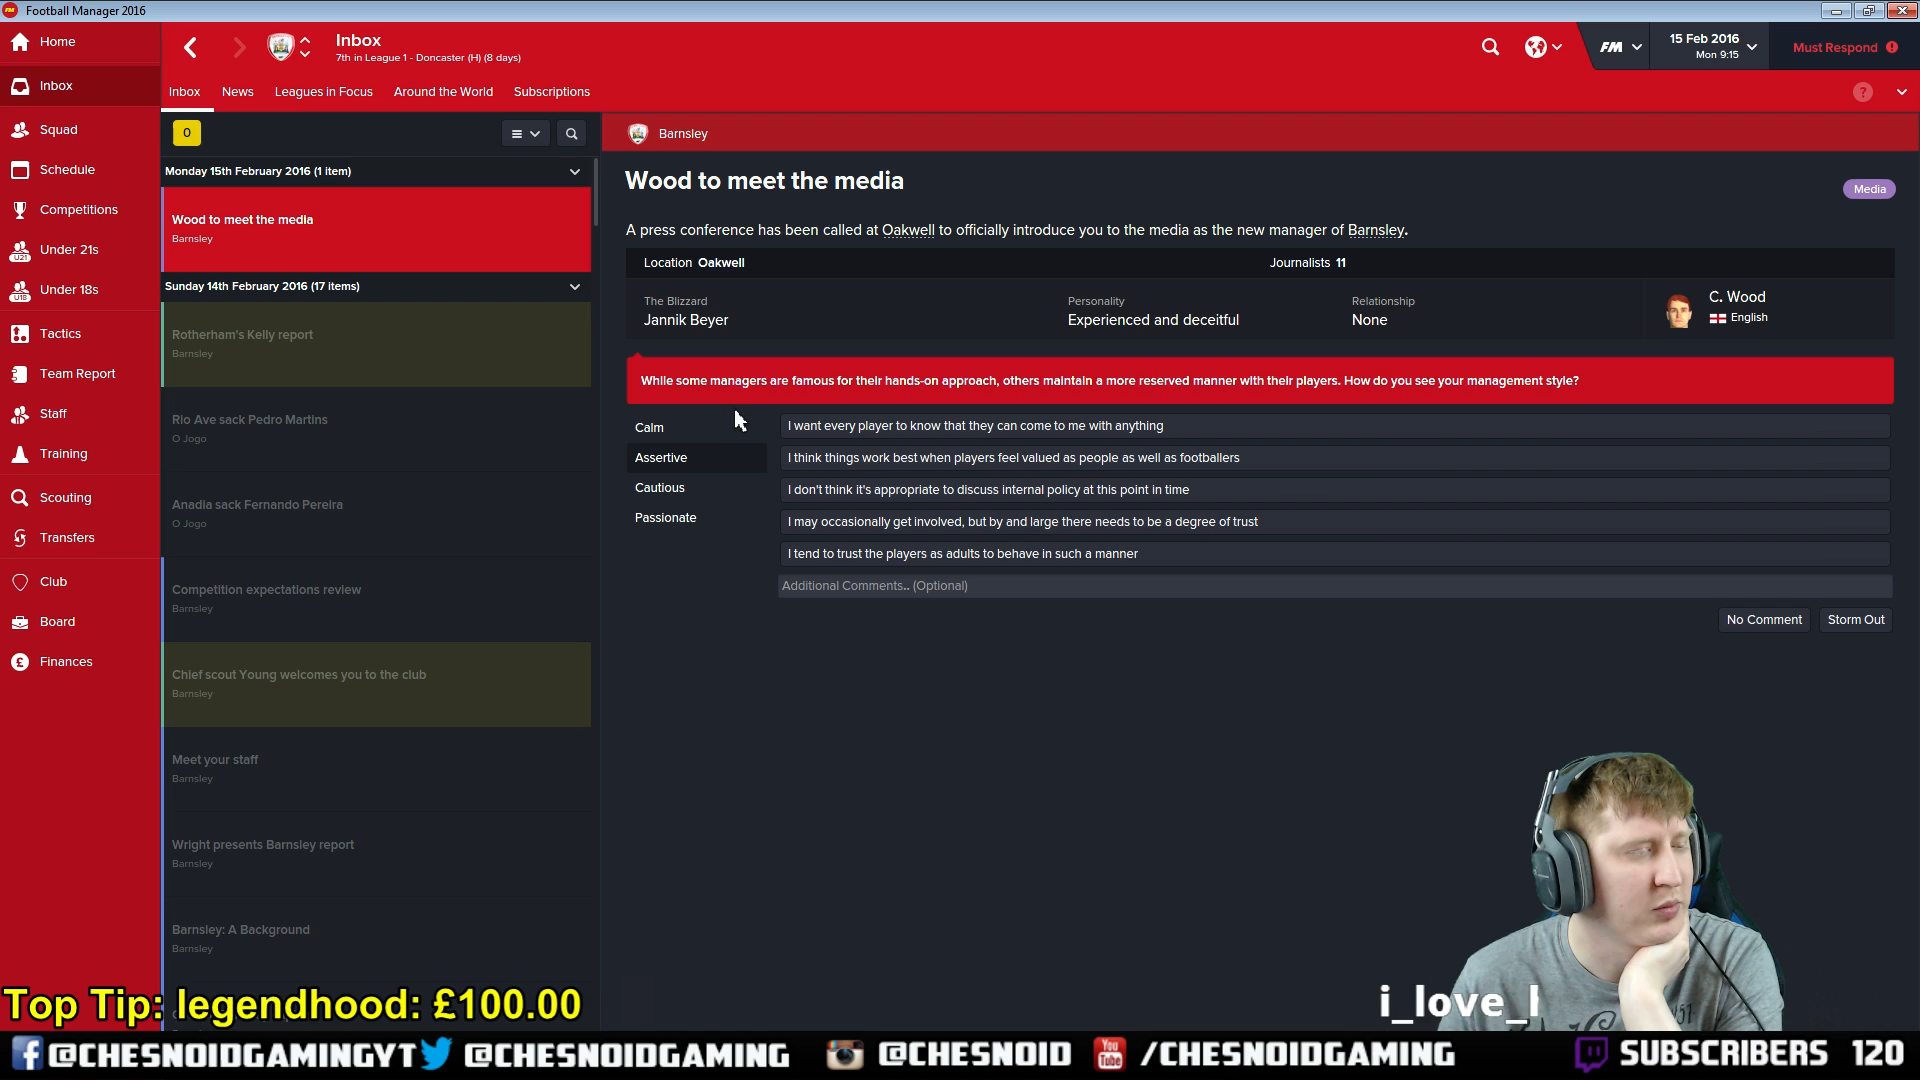 Football Manager 2016
Home
Inbox
Squad
Schedule
Competitions
Under 21s
Under 18s
Tactics
Team Report
Staff
Training
Scouting
Transfers
Club
Board
Finances
Inbox
7th in League 1 - Doncaster (H) (8 days)
FM
15 Feb 2016
Mon 9:15
Must Respond
Inbox News Leagues in Focus Around the World Subscriptions
0
Monday 15th February 2016 (1 item)
Wood to meet the media
Barnsley
Sunday 14th February 2016 (17 items)
Rotherham's Kelly report
Barnsley
Rio Ave sack Pedro Martins
O Jogo
Anadia sack Fernando Pereira
O Jogo
Competition expectations review
Barnsley
Chief scout Young welcomes you to the club
Barnsley
Meet your staff
Barnsley
Wright presents Barnsley report
Barnsley
Barnsley: A Background
Barnsley
Barnsley
Wood to meet the media
Media
A press conference has been called at Oakwell to officially introduce you to the media as the new manager of Barnsley.
Location Oakwell
Journalists 11
The Blizzard
Jannik Beyer
Personality
Experienced and deceitful
Relationship
None
C. Wood
English
While some managers are famous for their hands-on approach, others maintain a more reserved manner with their players. How do you see your management style?
Calm
Assertive
Cautious
Passionate
I want every player to know that they can come to me with anything
I think things work best when players feel valued as people as well as footballers
I don't think it's appropriate to discuss internal policy at this point in time
I may occasionally get involved, but by and large there needs to be a degree of trust
I tend to trust the players as adults to behave in such a manner
Additional Comments.. (Optional)
No Comment
Storm Out
Top Tip: legendhood: £100.00
i_love_
@CHESNOIDGAMINGYT @CHESNOIDGAMING @CHESNOID /CHESNOIDGAMING SUBSCRIBERS 120